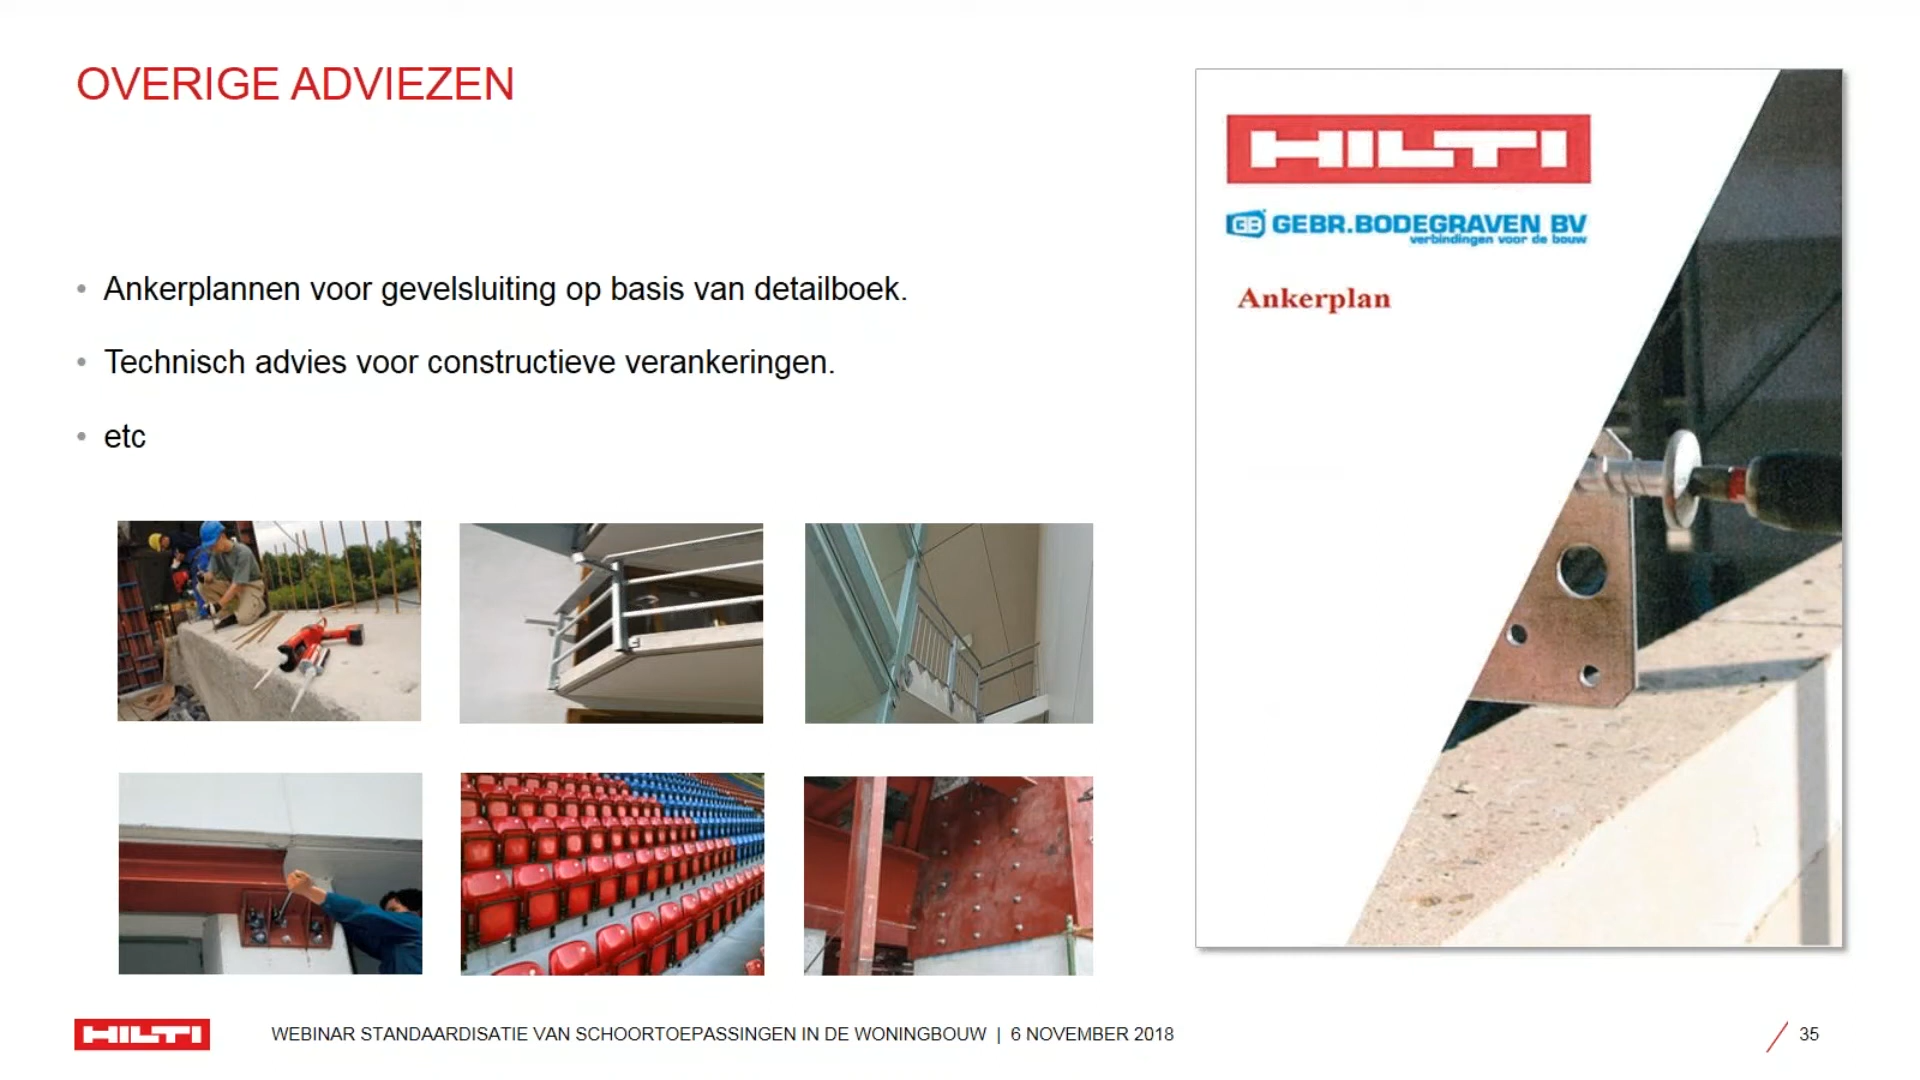 OVERIGE ADVIEZEN
• Ankerplannen voor gevelsluiting op basis van detailboek.
• Technisch advies voor constructieve verankeringen.
• etc
HILTI
GB GEBR.BODEGRAVEN BV
verbindingen voor de bouw
Ankerplan
HILTI
WEBINAR STANDAARDISATIE VAN SCHOORTOEPASSINGEN IN DE WONINGBOUW | 6 NOVEMBER 2018
35